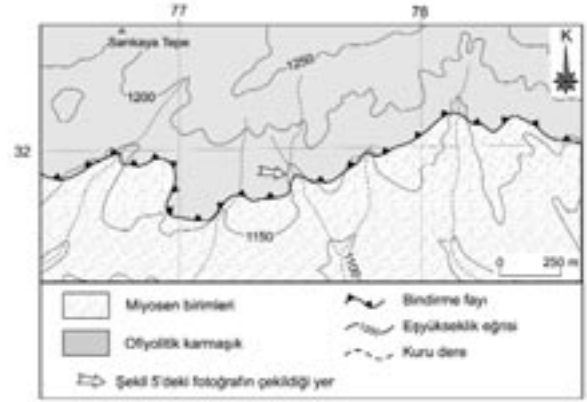 77 78
K
Sarıkaya Tepe
1250
1200
32
1150
1100
0 250 m
Miyosen birimleri
Bindirme fayı
Ofiyolitik karmaşık
Eşyükseklik eğrisi
Kuru dere
Şekil 5'deki fotoğrafın çekildiği yer